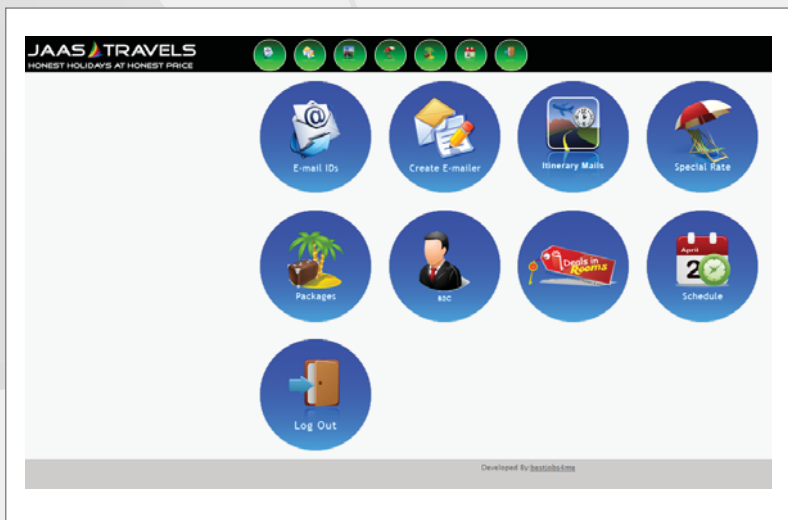 JAAS TRAVELS
HONEST HOLIDAYS AT HONEST PRICE
@
E-mail IDs
Create E-mailer
Itinerary Mails
Special Rate
Packages
Deals in
Rooms
April
2
Schedule
Log Out
Developed By:bestjobs4me